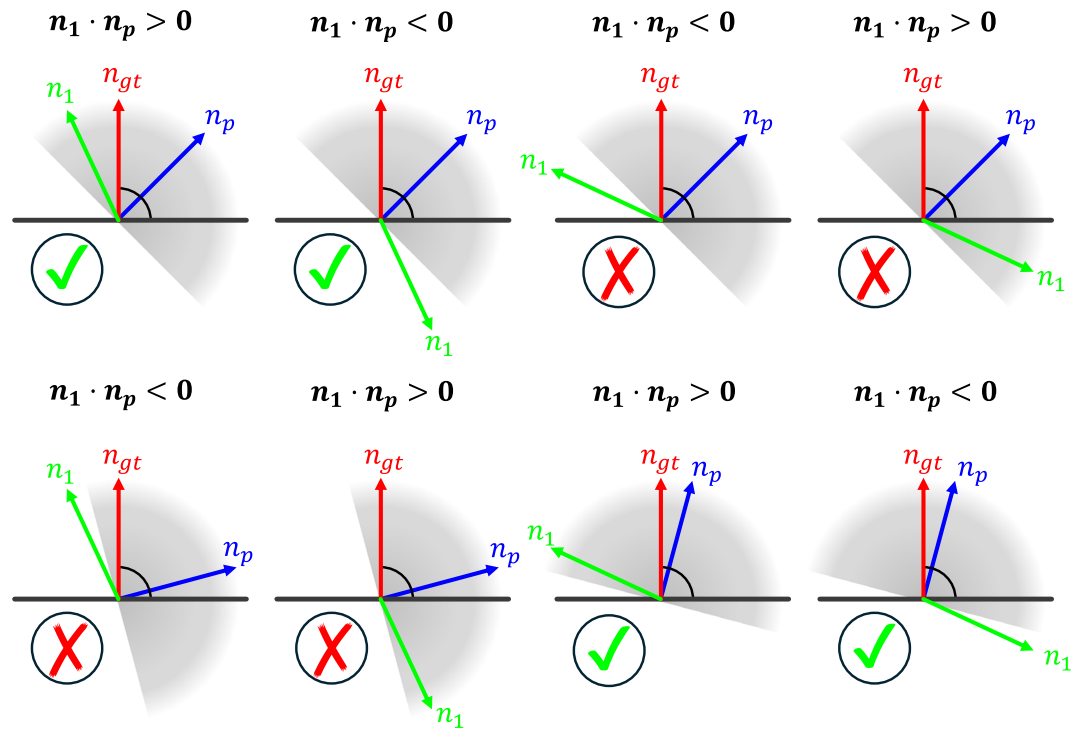 n₁ · nₚ > 0
n₁ · nₚ < 0
n₁ · nₚ < 0
n₁ · nₚ > 0
n₁ n_gt nₚ
n_gt nₚ n₁
n₁ n_gt nₚ
n_gt nₚ n₁
n₁ · nₚ < 0
n₁ · nₚ > 0
n₁ · nₚ > 0
n₁ · nₚ < 0
n₁ n_gt nₚ
n_gt nₚ n₁
n₁ n_gt nₚ
n_gt nₚ n₁